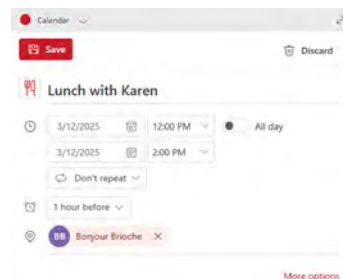 Calendar
Save Discard
Lunch with Karen
3/12/2025 12:00 PM All day
3/12/2025 2:00 PM
Don't repeat
1 hour before
BB Bonjour Brioche
More options